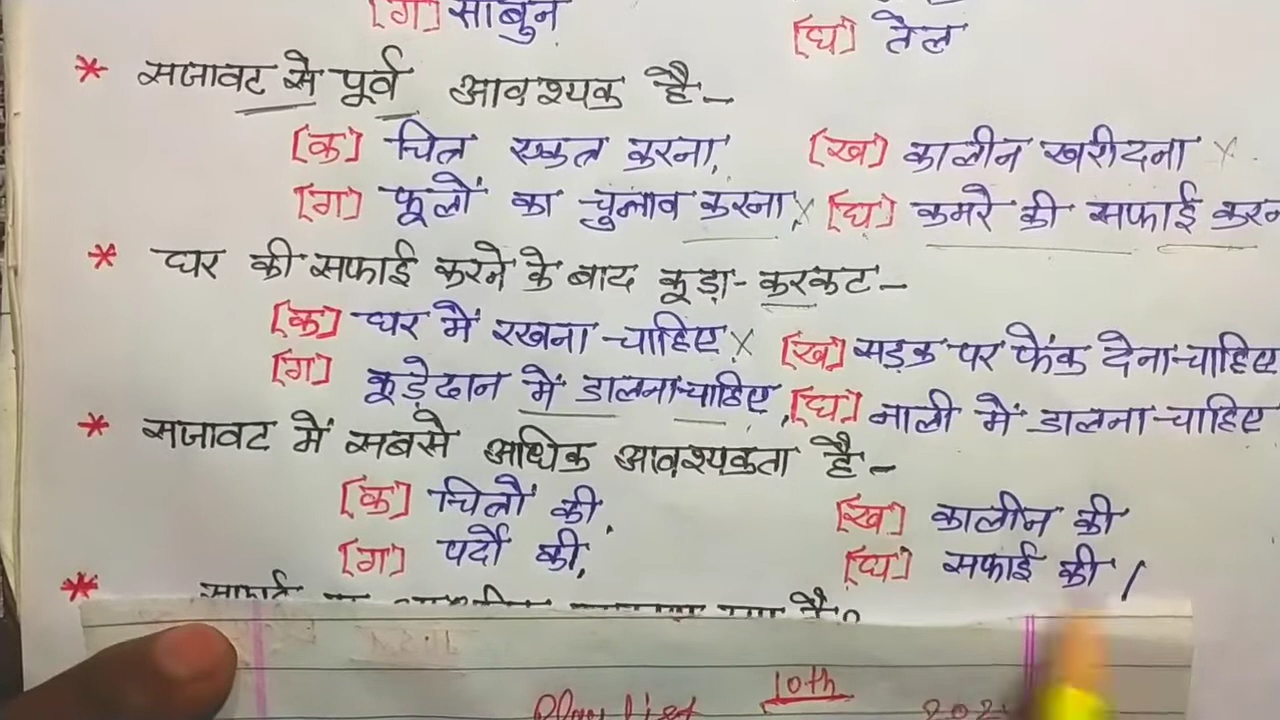 [ग] साबुन [घ] तेल
* सजावट से पूर्व आवश्यक है-
[क] चित्र एकत्र करना, [ख] कालीन खरीदना x
[ग] फूलों का चुनाव करना, x [घ] कमरे की सफाई करन
* घर की सफाई करने के बाद कूड़ा-करकट-
[क] घर में रखना चाहिए x [ख] सड़क पर फेंक देना चाहिए
[ग] कूड़ेदान में डालना चाहिए, [घ] नाली में डालना चाहिए
* सजावट में सबसे अधिक आवश्यकता है-
[क] चित्रों की, [ख] कालीन की
[ग] पर्दों की, [घ] सफाई की /
*
10th